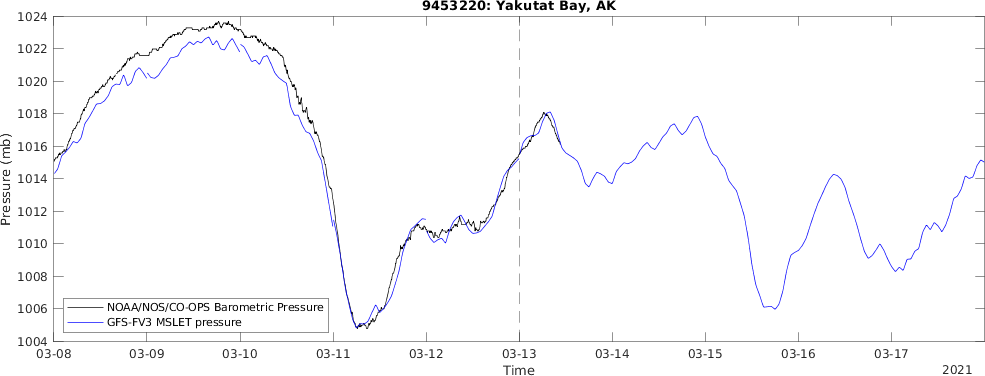 9453220: Yakutat Bay, AK
Pressure (mb)
1024
1022
1020
1018
1016
1014
1012
1010
1008
1006
1004
NOAA/NOS/CO-OPS Barometric Pressure
GFS-FV3 MSLET pressure
03-08 03-09 03-10 03-11 03-12 03-13 03-14 03-15 03-16 03-17
Time
2021